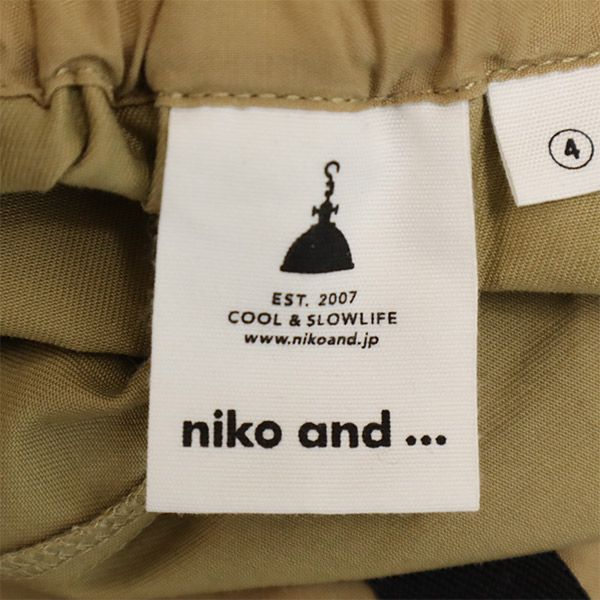 EST. 2007
COOL & SLOWLIFE
www.nikoand.jp
niko and ...
4